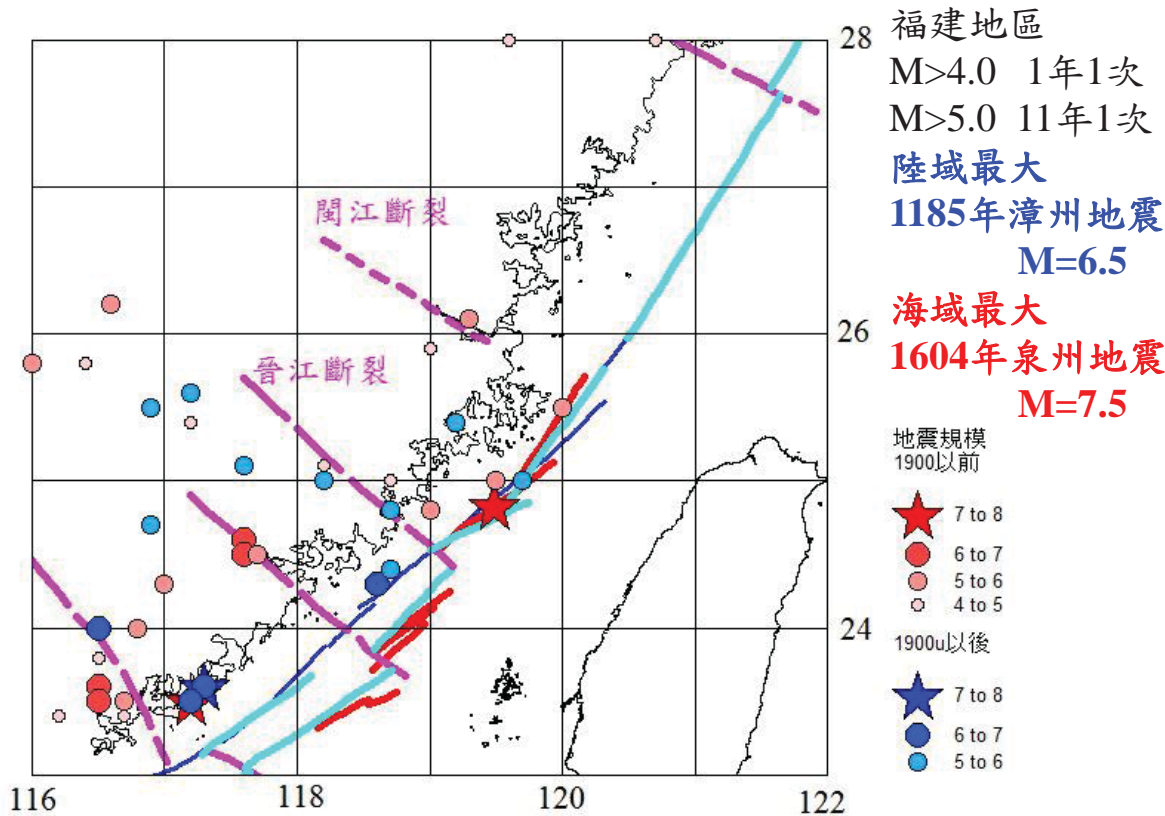 福建地區
M>4.0 1年1次
M>5.0 11年1次
陸域最大
1185年漳州地震
M=6.5
海域最大
1604年泉州地震
M=7.5
地震規模
1900以前
7 to 8
6 to 7
5 to 6
4 to 5
1900u以後
7 to 8
6 to 7
5 to 6
閩江斷裂
晉江斷裂
28
26
24
116
118
120
122